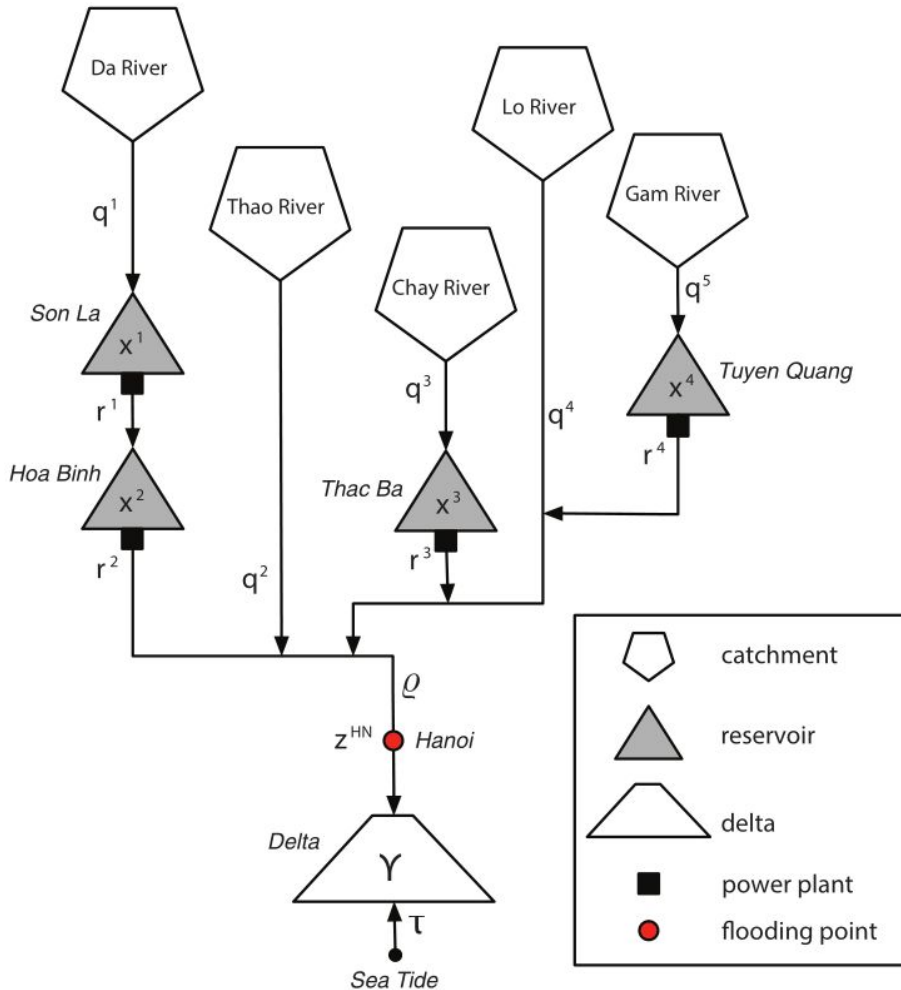 Da River
Lo River
Thao River
Gam River
Chay River
q¹
q⁵
Son La
x¹
Tuyen Quang
x⁴
q³
q⁴
r¹
r⁴
Hoa Binh
x²
Thac Ba
x³
r²
q²
r³
ϱ
z^HN Hanoi
Delta
γ
τ
Sea Tide
catchment
reservoir
delta
power plant
flooding point